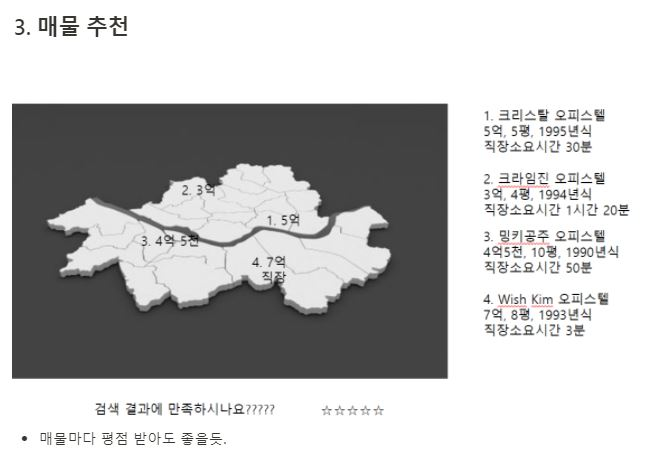 3. 매물 추천
2. 3억
1. 5억
3. 4억 5천
4. 7억
직장
1. 크리스탈 오피스텔
5억, 5평, 1995년식
직장소요시간 30분
2. 크라임진 오피스텔
3억, 4평, 1994년식
직장소요시간 1시간 20분
3. 밍키공주 오피스텔
4억5천, 10평, 1990년식
직장소요시간 50분
4. Wish Kim 오피스텔
7억, 8평, 1993년식
직장소요시간 3분
검색 결과에 만족하시나요????? ☆☆☆☆☆
• 매물마다 평점 받아도 좋을듯.